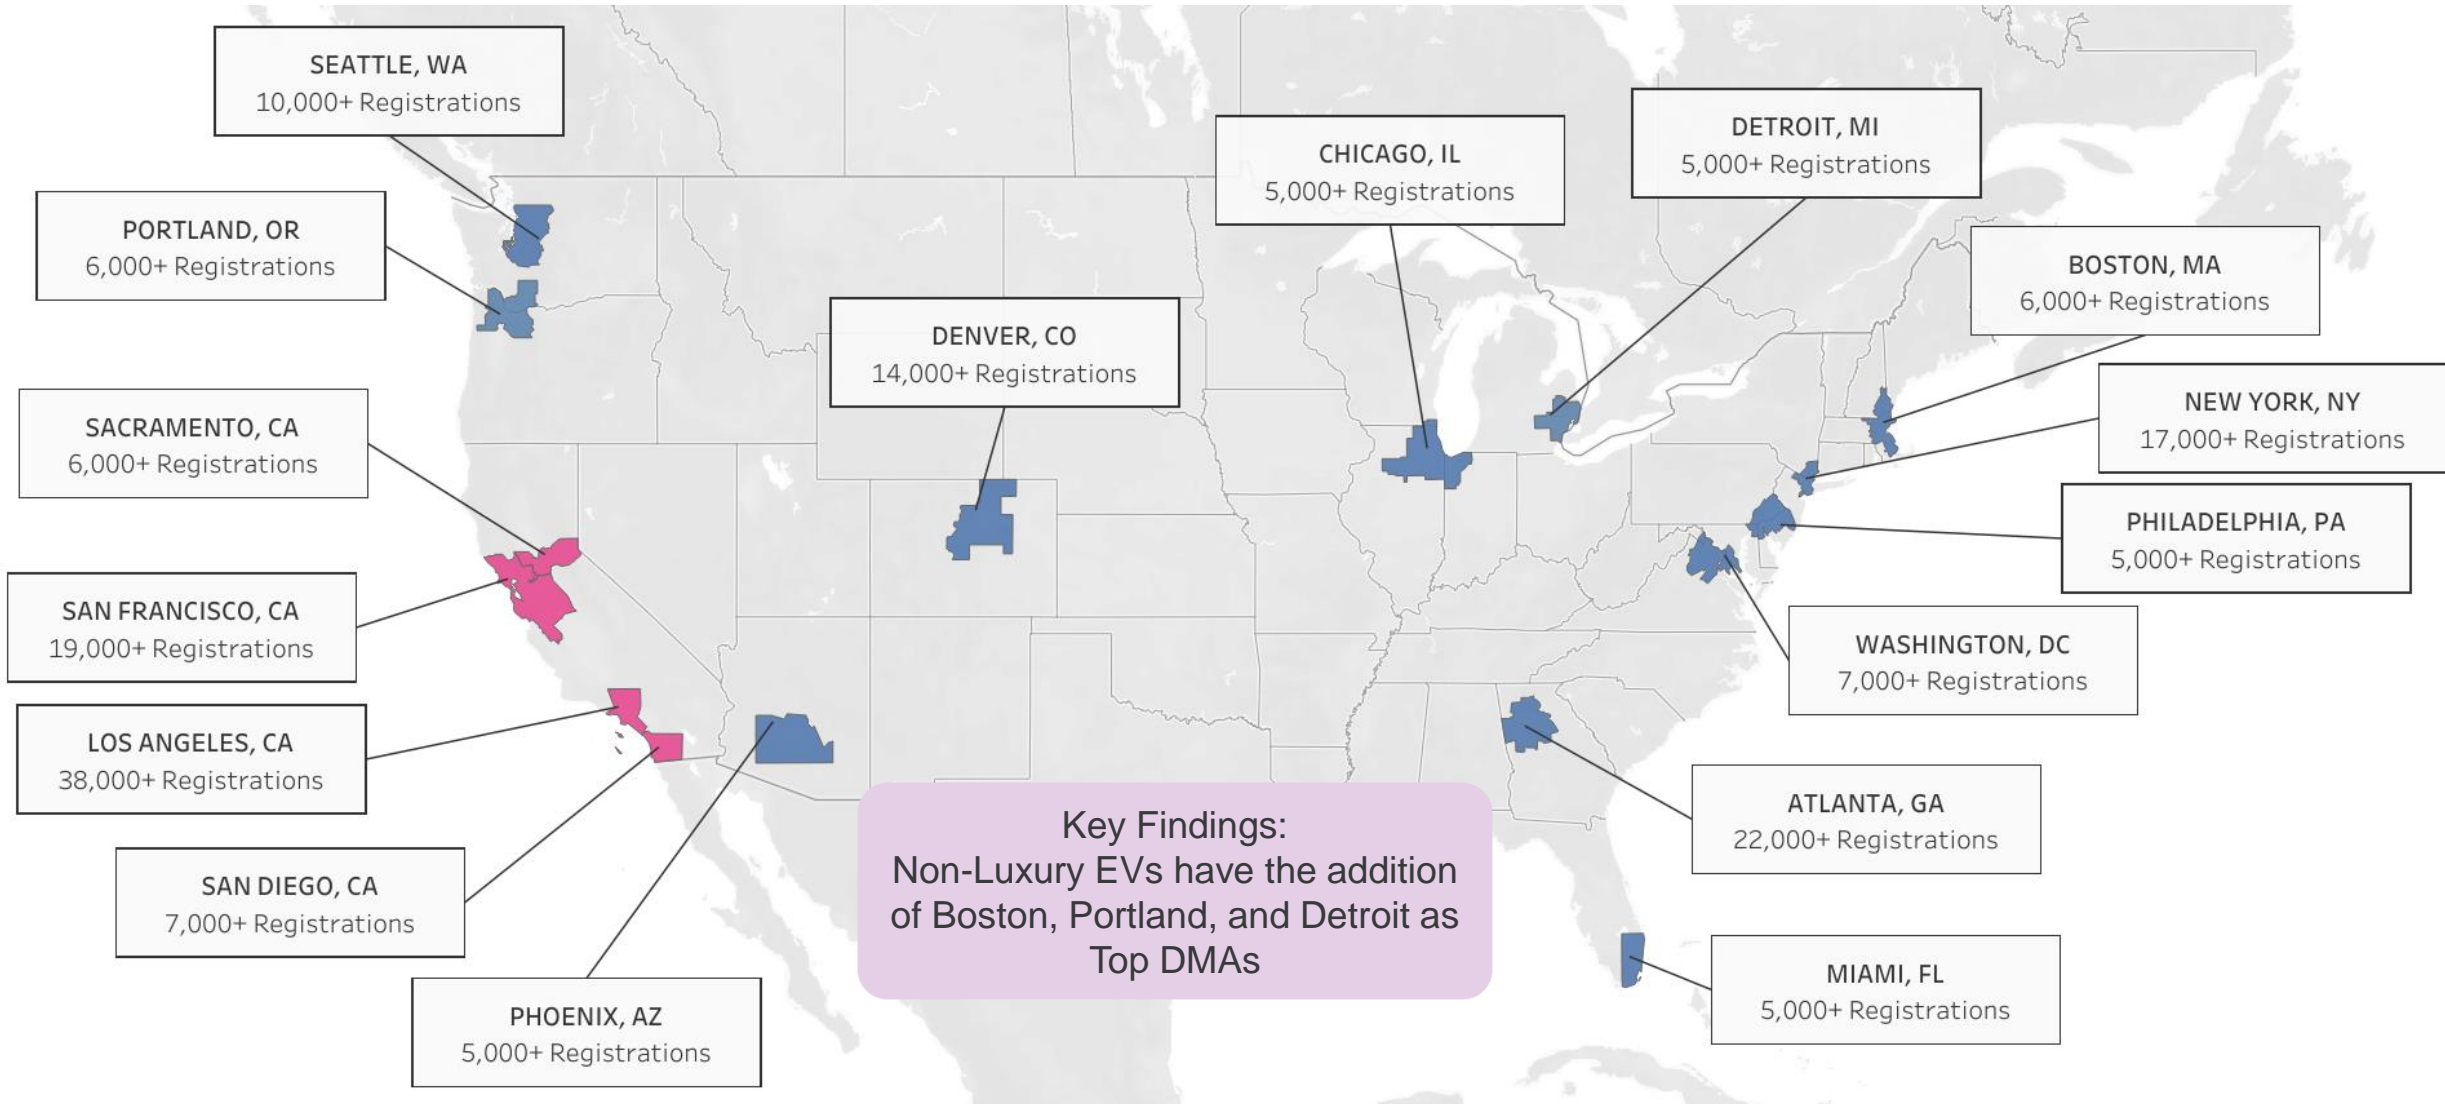 SEATTLE, WA
10,000+ Registrations
PORTLAND, OR
6,000+ Registrations
SACRAMENTO, CA
6,000+ Registrations
SAN FRANCISCO, CA
19,000+ Registrations
LOS ANGELES, CA
38,000+ Registrations
SAN DIEGO, CA
7,000+ Registrations
PHOENIX, AZ
5,000+ Registrations
DENVER, CO
14,000+ Registrations
CHICAGO, IL
5,000+ Registrations
DETROIT, MI
5,000+ Registrations
BOSTON, MA
6,000+ Registrations
NEW YORK, NY
17,000+ Registrations
PHILADELPHIA, PA
5,000+ Registrations
WASHINGTON, DC
7,000+ Registrations
ATLANTA, GA
22,000+ Registrations
MIAMI, FL
5,000+ Registrations
Key Findings:
Non-Luxury EVs have the addition
of Boston, Portland, and Detroit as
Top DMAs